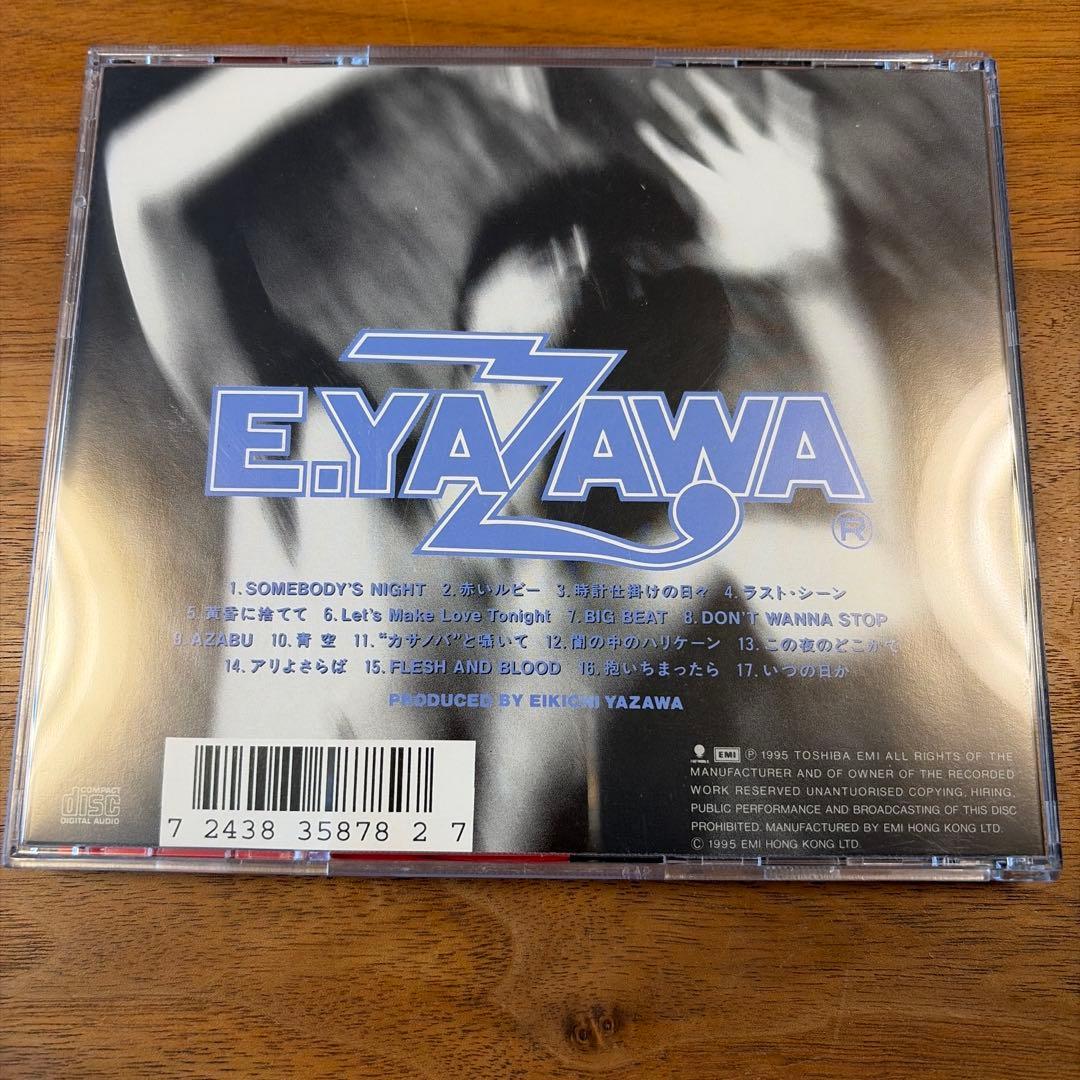 E.YAZAWA
®
1. SOMEBODY'S NIGHT 2. 赤いルビー 3. 時計仕掛けの日々 4. ラスト・シーン
5. 黄昏に捨てて 6. Let's Make Love Tonight 7. BIG BEAT 8. DON'T WANNA STOP
9. AZABU 10. 青空 11. “カサノバ”と囁いて 12. 闇の中のハリケーン 13. この夜のどこかで
14. アリよさらば 15. FLESH AND BLOOD 16. 抱いちまったら 17. いつの日か
PRODUCED BY EIKICHI YAZAWA
COMPACT
disc
DIGITAL AUDIO
7 2438 35878 2 7
EMI ℗ 1995 TOSHIBA EMI ALL RIGHTS OF THE
MANUFACTURER AND OF OWNER OF THE RECORDED
WORK RESERVED UNANTUORISED COPYING, HIRING,
PUBLIC PERFORMANCE AND BROADCASTING OF THIS DISC
PROHIBITED. MANUFACTURED BY EMI HONG KONG LTD.
© 1995 EMI HONG KONG LTD.